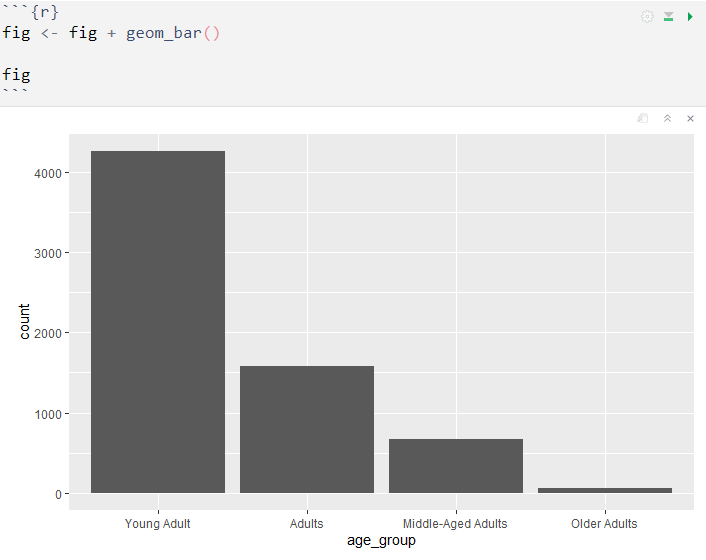 ```{r}
fig <- fig + geom_bar()
fig
```
4000
3000
2000
1000
0
count
Young Adult Adults Middle-Aged Adults Older Adults
age_group